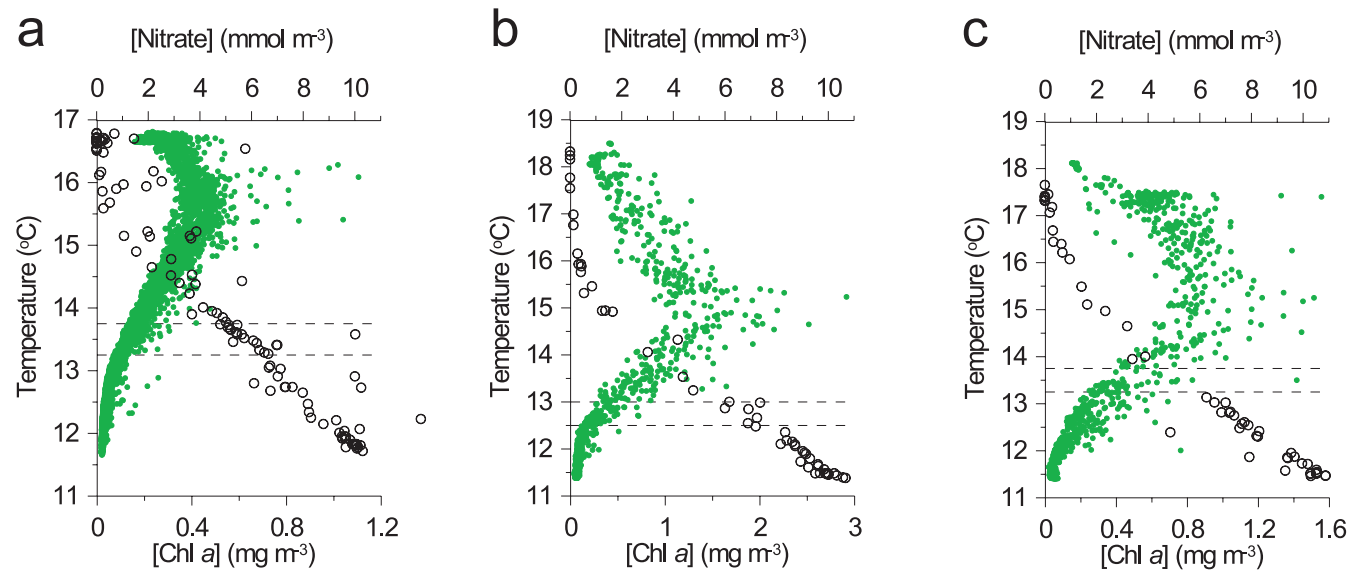 a
[Nitrate] (mmol m-3)
0 2 4 6 8 10
17
16
15
14
13
12
11
Temperature (oC)
0 0.4 0.8 1.2
[Chl a] (mg m-3)
b
[Nitrate] (mmol m-3)
0 2 4 6 8 10
19
18
17
16
15
14
13
12
11
Temperature (oC)
0 1 2 3
[Chl a] (mg m-3)
c
[Nitrate] (mmol m-3)
0 2 4 6 8 10
19
18
17
16
15
14
13
12
11
Temperature (oC)
0 0.4 0.8 1.2 1.6
[Chl a] (mg m-3)